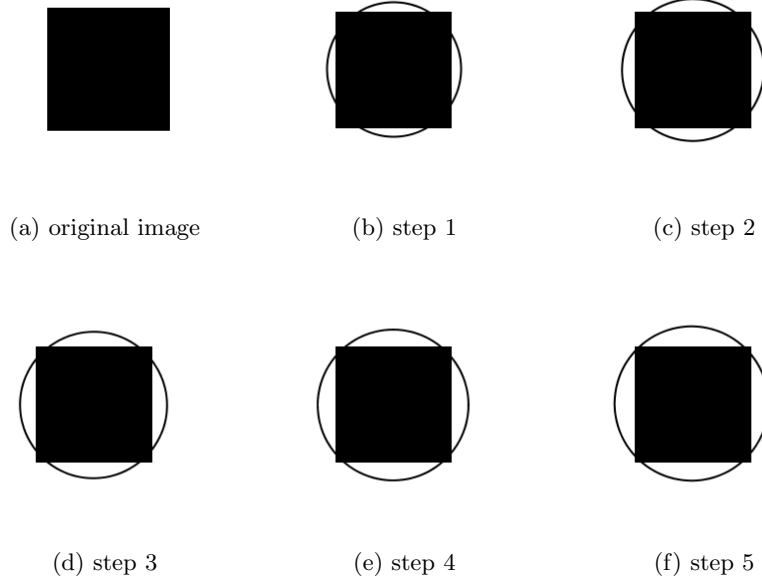 (a) original image
(b) step 1
(c) step 2
(d) step 3
(e) step 4
(f) step 5